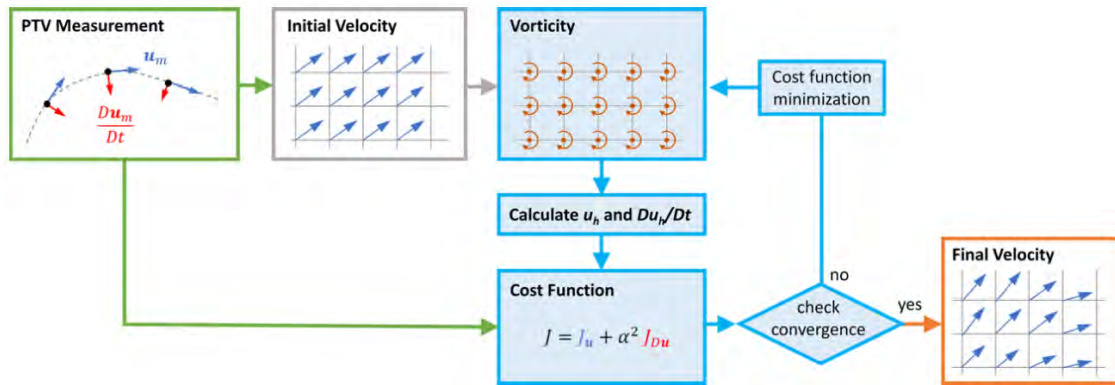 PTV Measurement
u_m
Du_m
Dt
Initial Velocity
Vorticity
Cost function
minimization
Calculate u_h and Du_h/Dt
Cost Function
J = J_u + α² J_Du
check
convergence
no
yes
Final Velocity